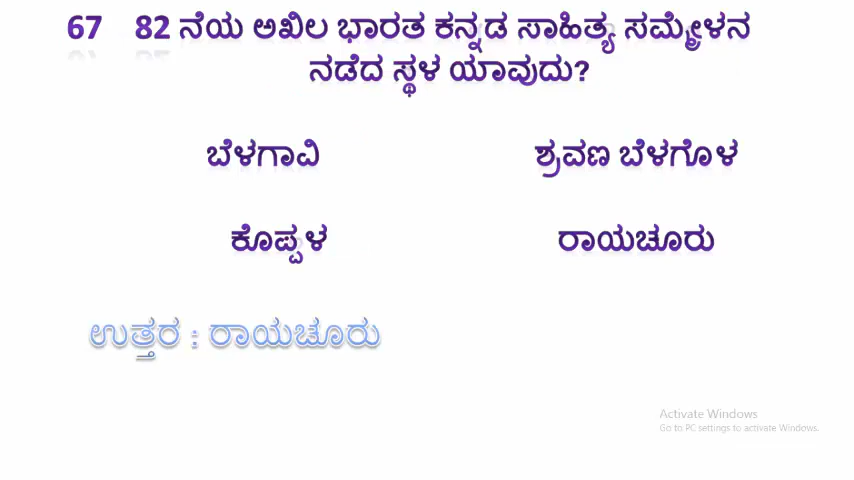 67 82 ನೆಯ ಅಖಿಲ ಭಾರತ ಕನ್ನಡ ಸಾಹಿತ್ಯ ಸಮ್ಮೇಳನ
ನಡೆದ ಸ್ಥಳ ಯಾವುದು?
ಬೆಳಗಾವಿ ಶ್ರವಣ ಬೆಳಗೊಳ
ಕೊಪ್ಪಳ ರಾಯಚೂರು
ಉತ್ತರ : ರಾಯಚೂರು
Activate Windows
Go to PC settings to activate Windows.